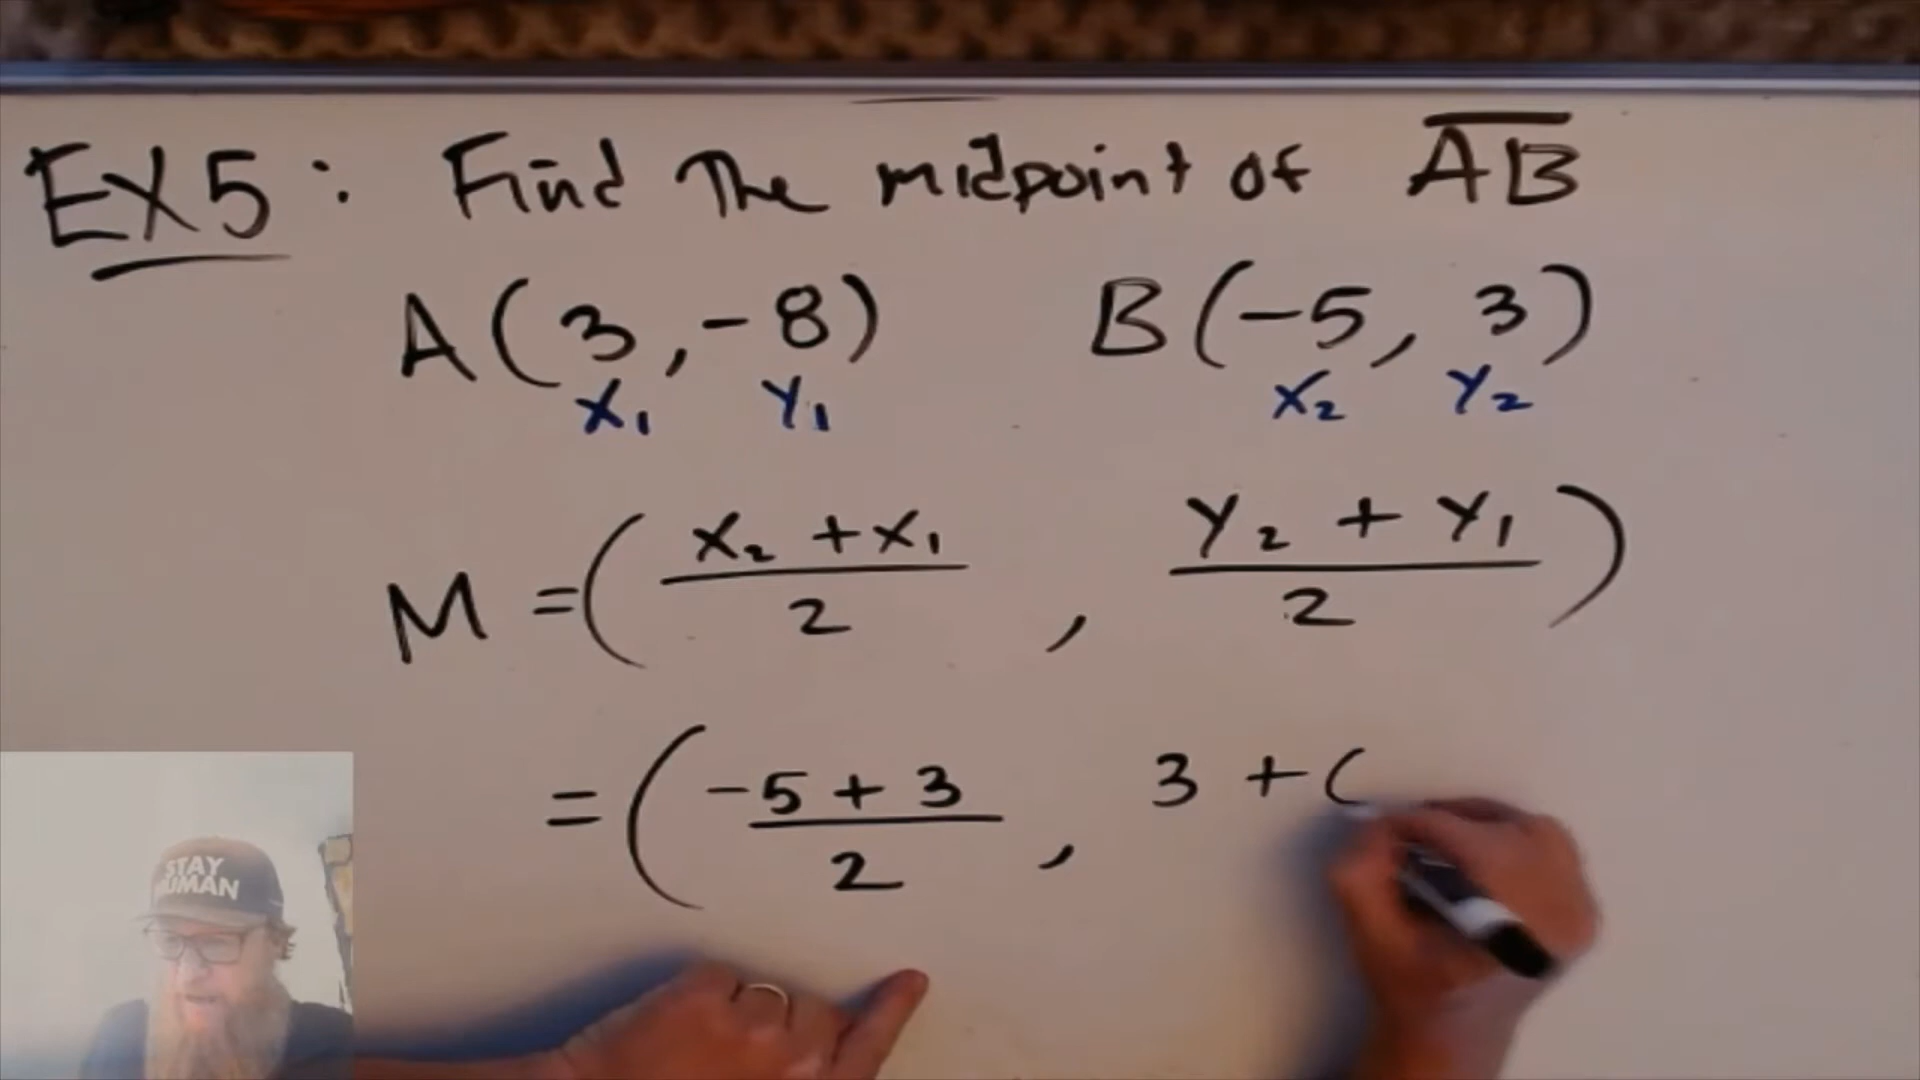 EX5: Find The midpoint of AB
A(3,-8) B(-5, 3)
x₁ y₁ x₂ y₂
M = ( x₂ + x₁ / 2 , y₂ + y₁ / 2 )
= ( -5 + 3 / 2 , 3 + (
STAY
HUMAN